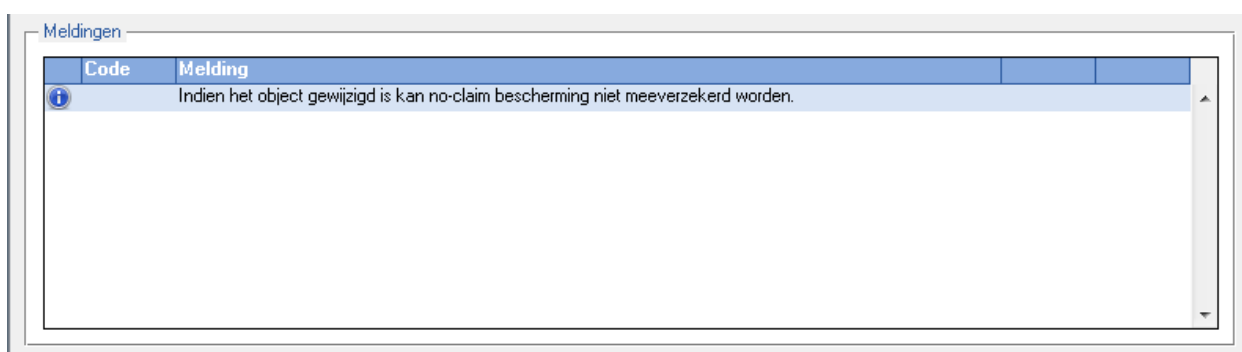 Meldingen
Code Melding
Indien het object gewijzigd is kan no-claim bescherming niet meeverzekerd worden.